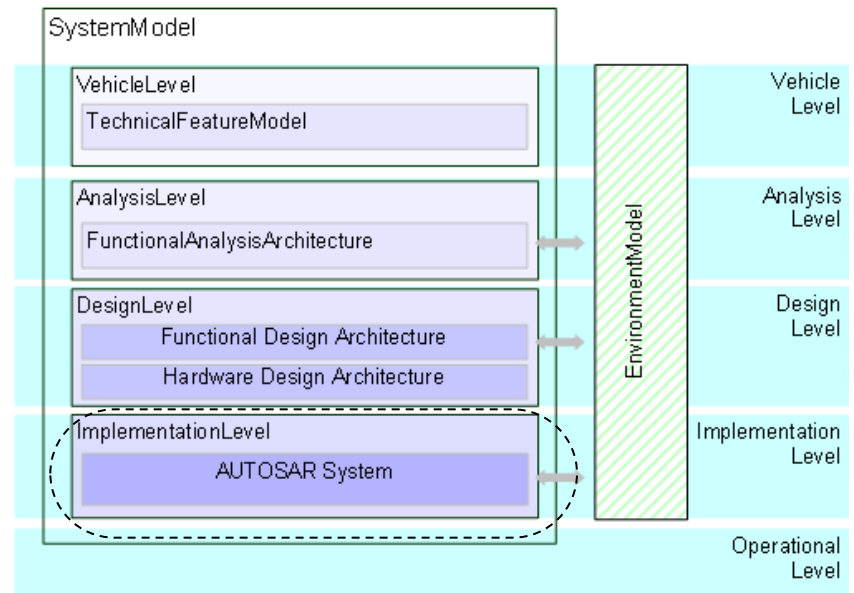 SystemModel
VehicleLevel
TechnicalFeatureModel
Vehicle
Level
AnalysisLevel
FunctionalAnalysisArchitecture
Analysis
Level
DesignLevel
Functional Design Architecture
Hardware Design Architecture
Design
Level
ImplementationLevel
AUTOSAR System
Implementation
Level
EnvironmentModel
Operational
Level